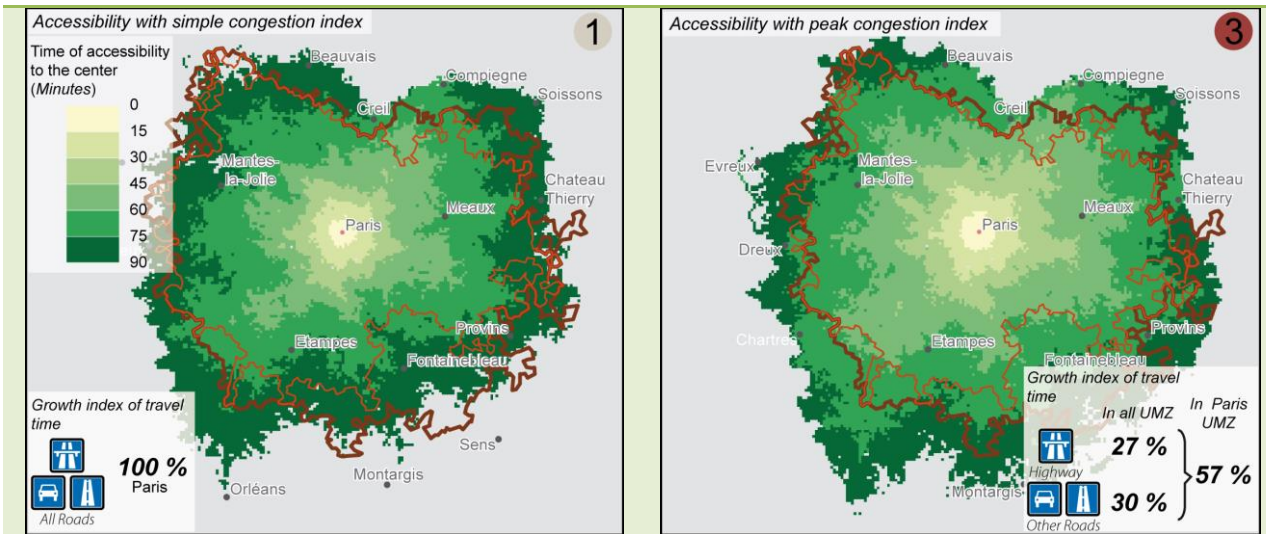 Accessibility with simple congestion index
1
Time of accessibility
to the center
(Minutes)
0
15
30
45
60
75
90
Beauvais
Compiegne
Soissons
Creil
Mantes-
la-Jolie
Chateau
Thierry
Meaux
Paris
Provins
Etampes
Fontainebleau
Sens
Montargis
Orléans
Growth index of travel
time
100 %
Paris
All Roads
Accessibility with peak congestion index
3
Beauvais
Compiegne
Soissons
Creil
Evreux
Mantes-
la-Jolie
Chateau
Thierry
Meaux
Paris
Dreux
Chartres
Provins
Etampes
Fontainebleau
Montargis
Growth index of travel
time
In all UMZ
In Paris
UMZ
27 %
Highway
57 %
30 %
Other Roads